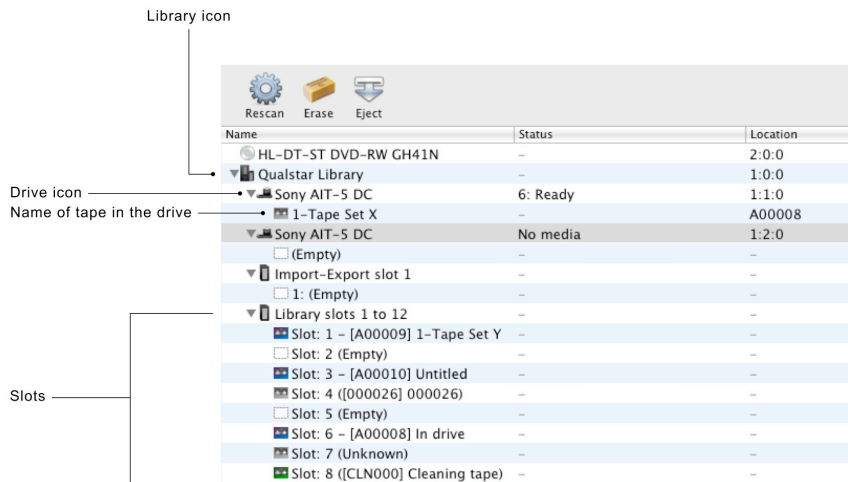 Library icon
Rescan Erase Eject
Name Status Location
HL-DT-ST DVD-RW GH41N – 2:0:0
Qualstar Library – 1:0:0
Drive icon Sony AIT-5 DC 6: Ready 1:1:0
Name of tape in the drive 1-Tape Set X – A00008
Sony AIT-5 DC No media 1:2:0
(Empty) – –
Import-Export slot 1 – –
1: (Empty) – –
Library slots 1 to 12 – –
Slot: 1 – [A00009] 1-Tape Set Y – –
Slot: 2 (Empty) – –
Slot: 3 – [A00010] Untitled – –
Slots Slot: 4 ([000026] 000026) – –
Slot: 5 (Empty) – –
Slot: 6 – [A00008] In drive – –
Slot: 7 (Unknown) – –
Slot: 8 ([CLN000] Cleaning tape) – –